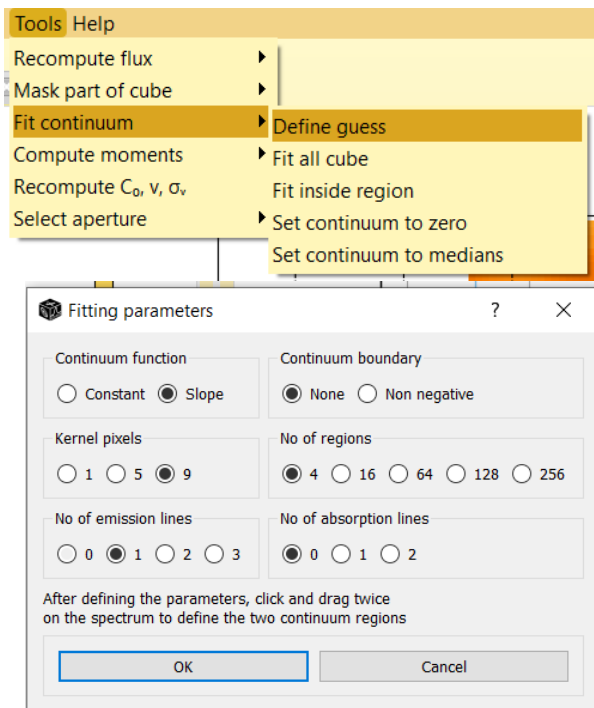 Tools Help
Recompute flux
Mask part of cube
Fit continuum
Compute moments
Recompute C₀, v, σᵥ
Select aperture
Define guess
Fit all cube
Fit inside region
Set continuum to zero
Set continuum to medians
Fitting parameters ?
Continuum function
Constant Slope
Continuum boundary
None Non negative
Kernel pixels
1 5 9
No of regions
4 16 64 128 256
No of emission lines
0 1 2 3
No of absorption lines
0 1 2
After defining the parameters, click and drag twice
on the spectrum to define the two continuum regions
OK Cancel